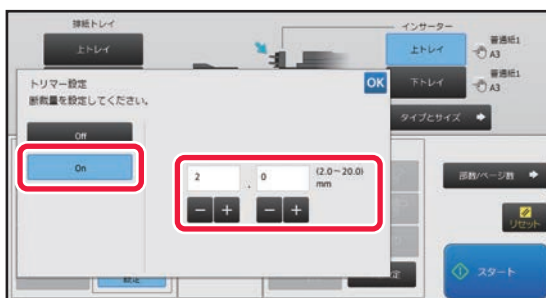 排紙トレイ
インサーター
上トレイ
上トレイ
普通紙1
A3
下トレイ
普通紙1
A3
タイプとサイズ
トリマー設定
断裁量を設定してください。
OK
Off
On
2 . 0 (2.0~20.0)
mm
− + − +
部数/ページ数
リセット
設定
定
スタート